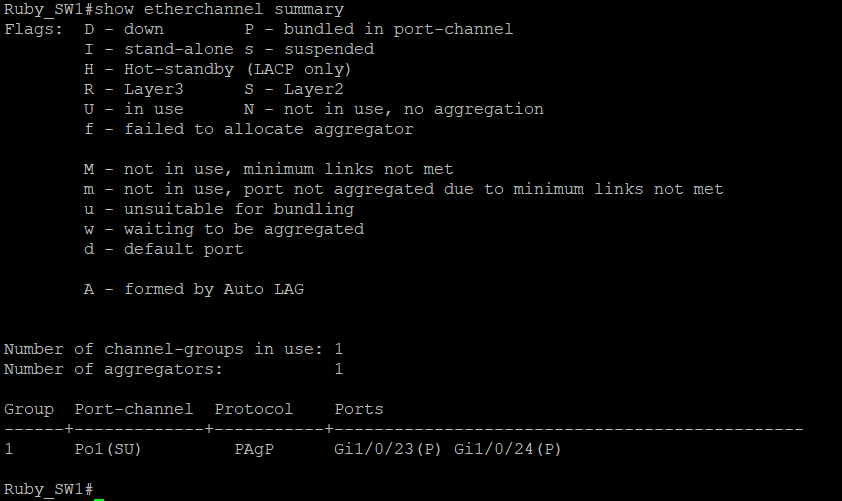 Ruby_SW1#show etherchannel summary
Flags:  D - down        P - bundled in port-channel
        I - stand-alone s - suspended
        H - Hot-standby (LACP only)
        R - Layer3      S - Layer2
        U - in use      N - not in use, no aggregation
        f - failed to allocate aggregator

        M - not in use, minimum links not met
        m - not in use, port not aggregated due to minimum links not met
        u - unsuitable for bundling
        w - waiting to be aggregated
        d - default port

        A - formed by Auto LAG


Number of channel-groups in use: 1
Number of aggregators:           1

Group  Port-channel  Protocol    Ports
------+-------------+-----------+-----------------------------------------------
1      Po1(SU)         PAgP      Gi1/0/23(P) Gi1/0/24(P)

Ruby_SW1#